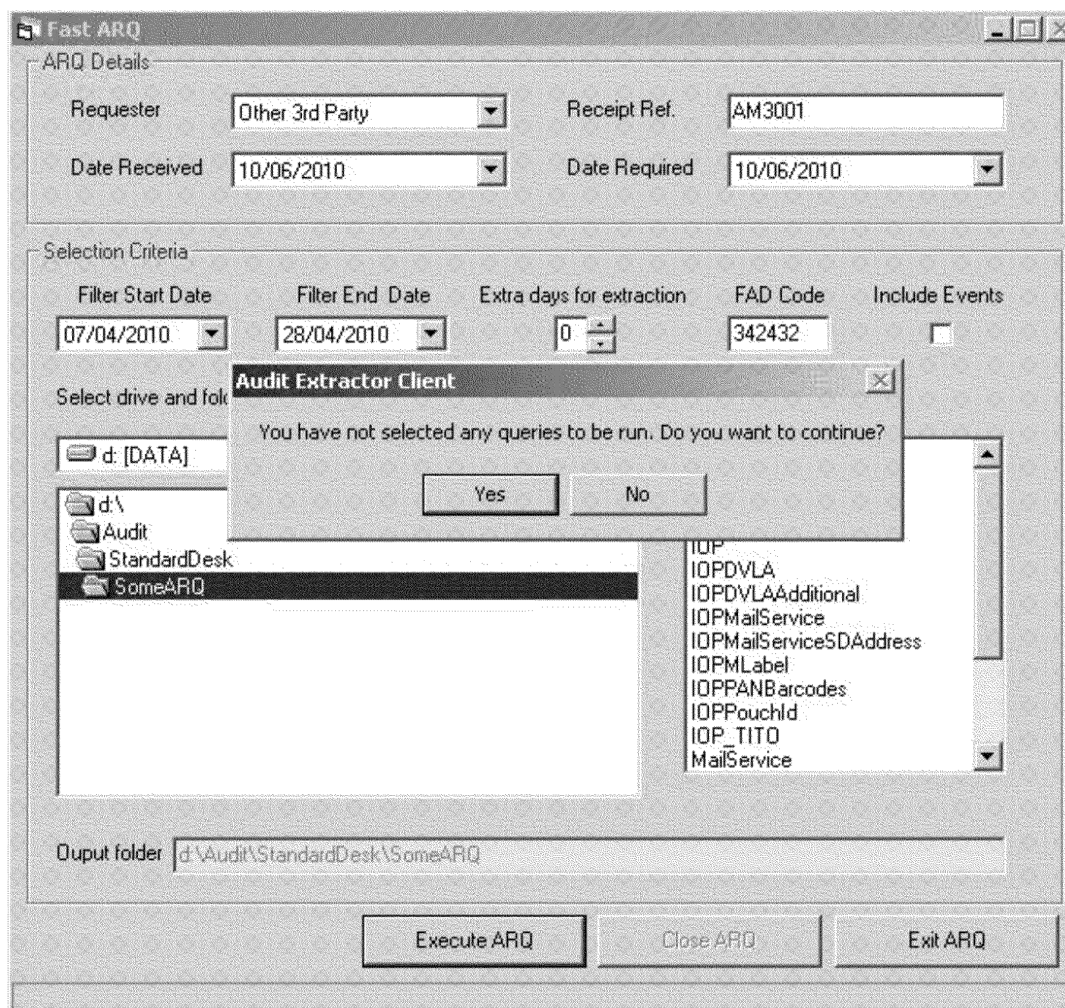 Fast ARQ
ARQ Details
Requester Other 3rd Party Receipt Ref. AM3001
Date Received 10/06/2010 Date Required 10/06/2010
Selection Criteria
Filter Start Date Filter End Date Extra days for extraction FAD Code Include Events
07/04/2010 28/04/2010 0 342432
Audit Extractor Client
Select drive and
You have not selected any queries to be run. Do you want to continue?
d: [DATA]
Yes No
d:\
Audit
StandardDesk
SomeARQ
IOP
IOPDVLA
IOPDVLAAdditional
IOPMailService
IOPMailServiceSDAddress
IOPMLabel
IOPPANBarcodes
IOPPouchId
IOP_TITO
MailService
Ouput folder d:\Audit\StandardDesk\SomeARQ
Execute ARQ Close ARQ Exit ARQ